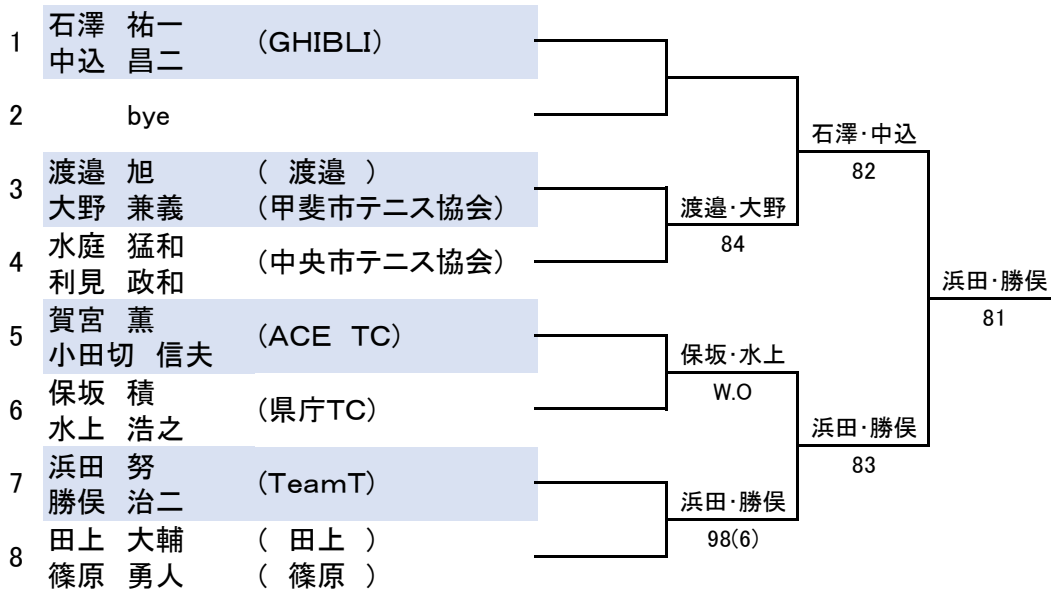 1 石澤 祐一 (GHIBLI)
中込 昌二
2 bye
3 渡邉 旭 ( 渡邉 )
大野 兼義 (甲斐市テニス協会)
4 水庭 猛和 (中央市テニス協会)
利見 政和
5 賀宮 薫 (ACE TC)
小田切 信夫
6 保坂 積 (県庁TC)
水上 浩之
7 浜田 努 (TeamT)
勝俣 治二
8 田上 大輔 ( 田上 )
篠原 勇人 ( 篠原 )
渡邉・大野
84
保坂・水上
W.O
浜田・勝俣
98(6)
石澤・中込
82
浜田・勝俣
83
浜田・勝俣
81